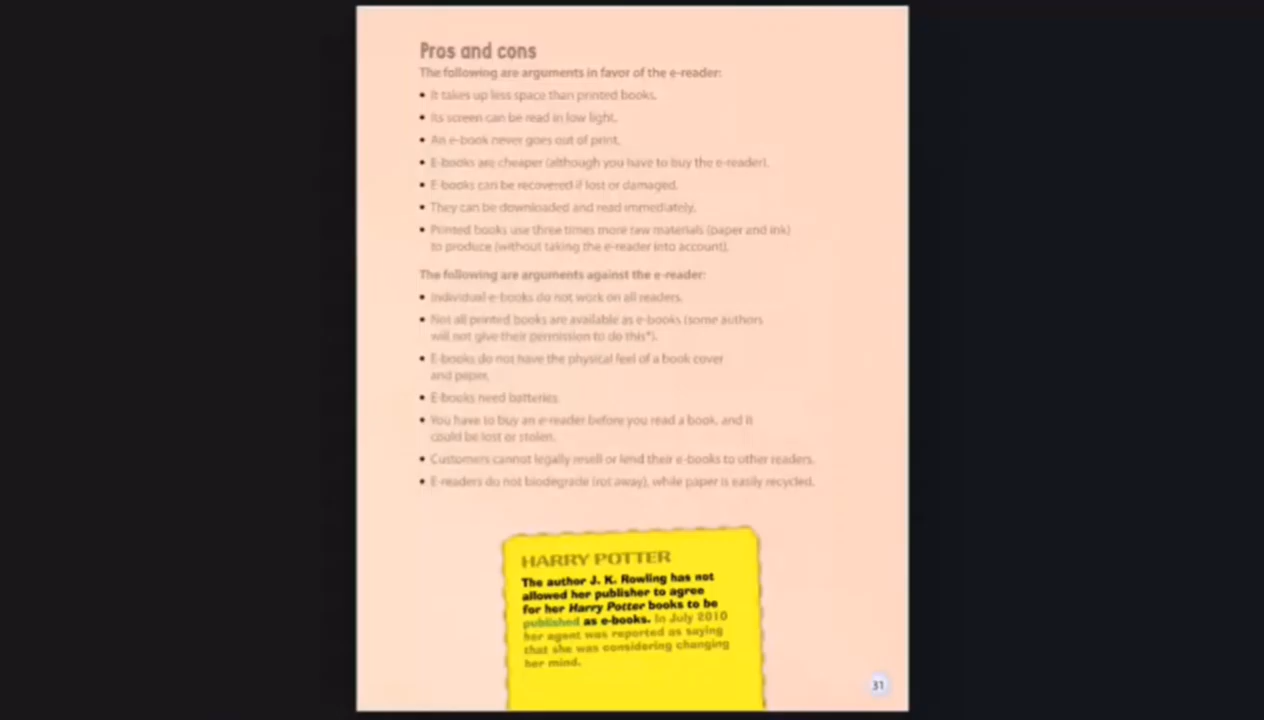 Pros and cons
The following are arguments in favor of the e-reader:
• It takes up less space than printed books.
• Its screen can be read in low light.
• An e-book never goes out of print.
• E-books are cheaper (although you have to buy the e-reader).
• E-books can be recovered if lost or damaged.
• They can be downloaded and read immediately.
• Printed books use three times more raw materials (paper and ink)
to produce (without taking the e-reader into account).
The following are arguments against the e-reader:
• Individual e-books do not work on all readers.
• Not all printed books are available as e-books (some authors
will not give their permission to do this*).
• E-books do not have the physical feel of a book cover
and paper.
• E-books need batteries.
• You have to buy an e-reader before you read a book, and it
could be lost or stolen.
• Customers cannot legally resell or lend their e-books to other readers.
• E-readers do not biodegrade (rot away), while paper is easily recycled.
HARRY POTTER
The author J. K. Rowling has not
allowed her publisher to agree
for her Harry Potter books to be
published as e-books. In July 2010
her agent was reported as saying
that she was considering changing
her mind.
31